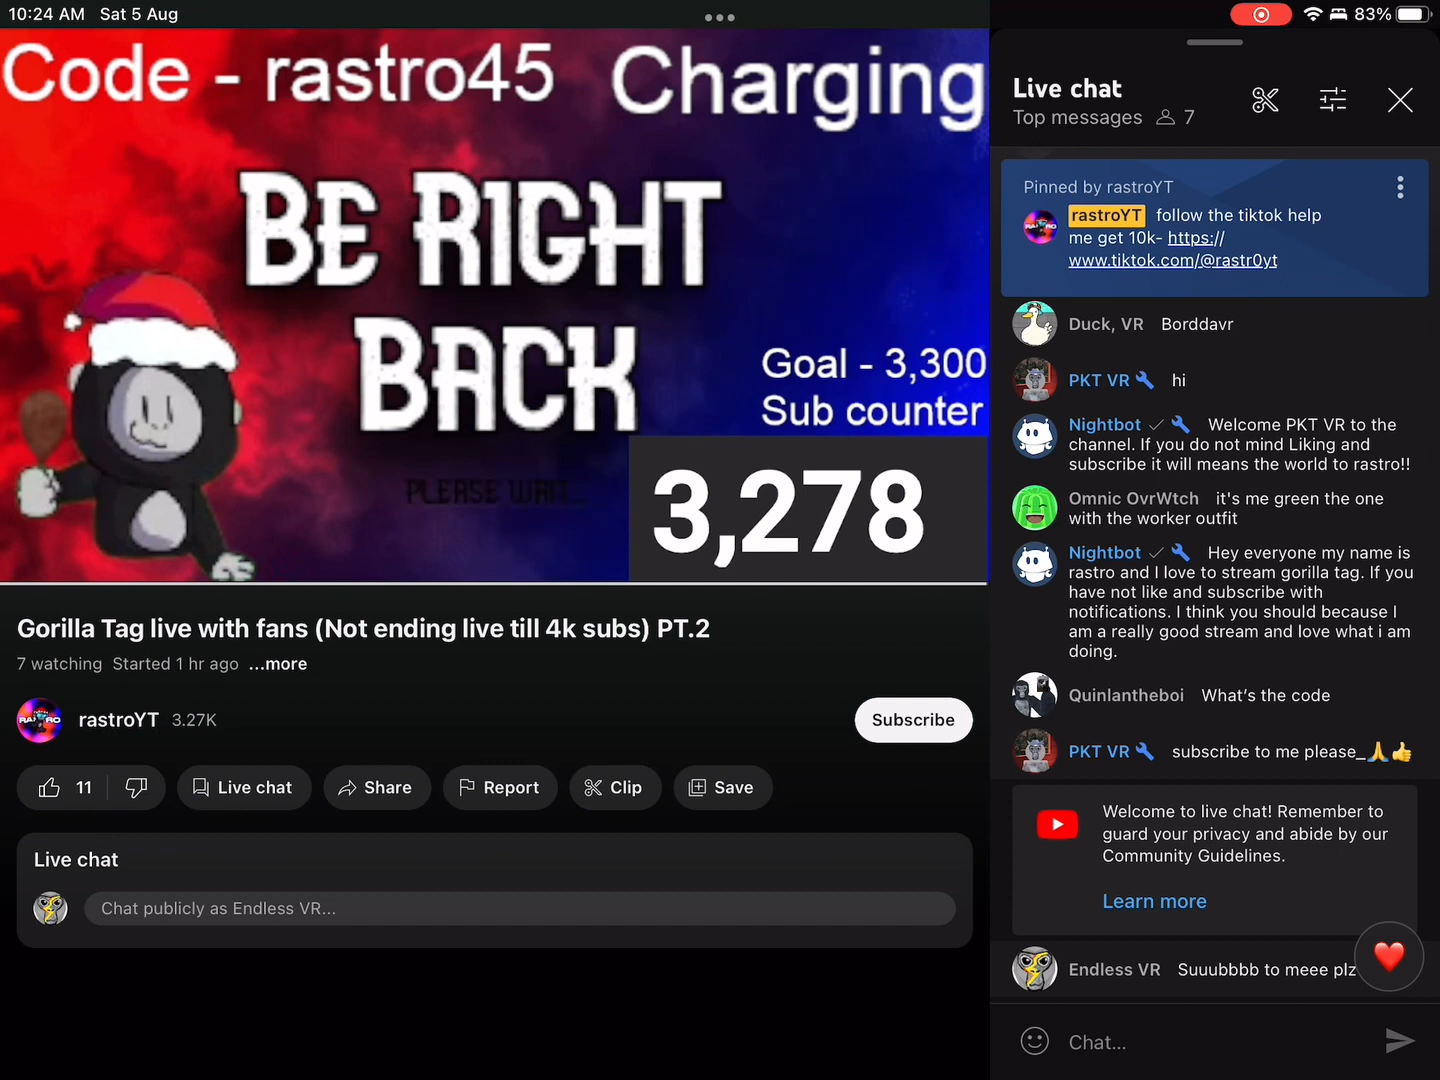 10:24 AM Sat 5 Aug
83%
Code - rastro45 Charging
BE RIGHT
BACK
PLEASE WAIT...
Goal - 3,300
Sub counter
3,278
Gorilla Tag live with fans (Not ending live till 4k subs) PT.2
7 watching Started 1 hr ago ...more
rastroYT 3.27K
Subscribe
11
Live chat
Share
Report
Clip
Save
Live chat
Chat publicly as Endless VR...
Live chat
Top messages 7
Pinned by rastroYT
rastroYT follow the tiktok help
me get 10k- https://
www.tiktok.com/@rastr0yt
Duck, VR Borddavr
PKT VR hi
Nightbot Welcome PKT VR to the
channel. If you do not mind Liking and
subscribe it will means the world to rastro!!
Omnic OvrWtch it's me green the one
with the worker outfit
Nightbot Hey everyone my name is
rastro and I love to stream gorilla tag. If you
have not like and subscribe with
notifications. I think you should because I
am a really good stream and love what i am
doing.
Quinlantheboi What's the code
PKT VR subscribe to me please_🙏👍
Welcome to live chat! Remember to
guard your privacy and abide by our
Community Guidelines.
Learn more
Endless VR Suuubbbb to meee plz
Chat...